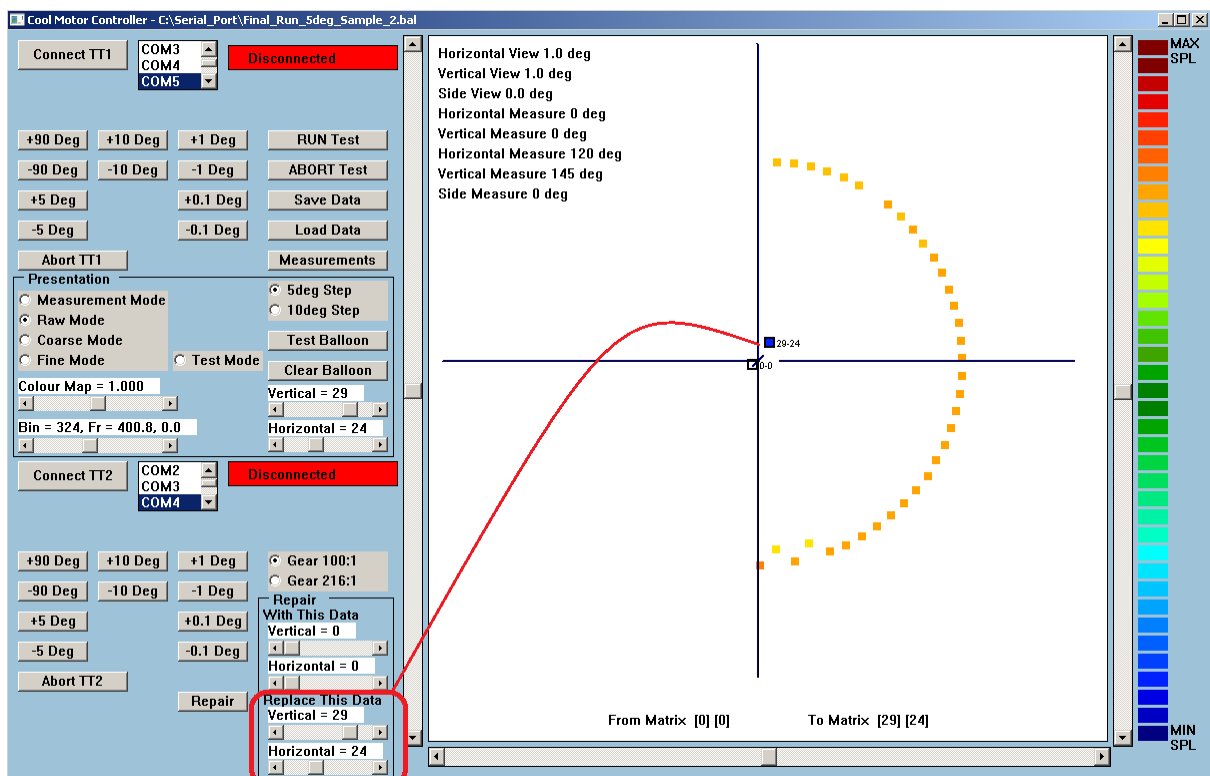 Cool Motor Controller - C:\Serial_Port\Final_Run_5deg_Sample_2.bal
Connect TT1
COM3
COM4
COM5
Disconnected
+90 Deg
+10 Deg
+1 Deg
RUN Test
-90 Deg
-10 Deg
-1 Deg
ABORT Test
+5 Deg
+0.1 Deg
Save Data
-5 Deg
-0.1 Deg
Load Data
Abort TT1
Measurements
Presentation
Measurement Mode
Raw Mode
Coarse Mode
Fine Mode
Test Mode
5deg Step
10deg Step
Test Balloon
Clear Balloon
Colour Map = 1.000
Vertical = 29
Bin = 324, Fr = 400.8, 0.0
Horizontal = 24
Connect TT2
COM2
COM3
COM4
Disconnected
+90 Deg
+10 Deg
+1 Deg
Gear 100:1
-90 Deg
-10 Deg
-1 Deg
Gear 216:1
+5 Deg
+0.1 Deg
-5 Deg
-0.1 Deg
Abort TT2
Repair
Repair
With This Data
Vertical = 0
Horizontal = 0
Replace This Data
Vertical = 29
Horizontal = 24
Horizontal View 1.0 deg
Vertical View 1.0 deg
Side View 0.0 deg
Horizontal Measure 0 deg
Vertical Measure 0 deg
Horizontal Measure 120 deg
Vertical Measure 145 deg
Side Measure 0 deg
29-24
0-0
From Matrix [0] [0]
To Matrix [29] [24]
MAX
SPL
MIN
SPL